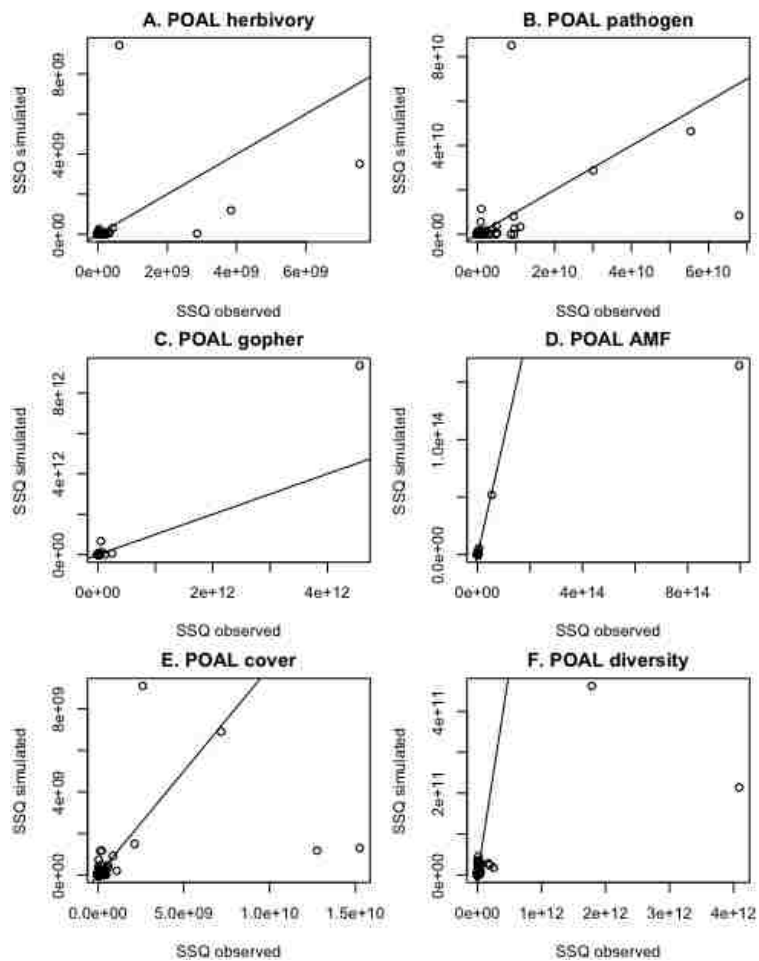 A. POAL herbivory
SSQ simulated
0e+00 4e+09 8e+09
0e+00 2e+09 6e+09
SSQ observed
B. POAL pathogen
SSQ simulated
0e+00 4e+10 8e+10
0e+00 2e+10 6e+10
SSQ observed
C. POAL gopher
SSQ simulated
0e+00 4e+12 8e+12
0e+00 2e+12 4e+12
SSQ observed
D. POAL AMF
SSQ simulated
0.0e+00 1.0e+14
0e+00 4e+14 8e+14
SSQ observed
E. POAL cover
SSQ simulated
0e+00 4e+09 8e+09
0.0e+00 5.0e+09 1.0e+10 1.5e+10
SSQ observed
F. POAL diversity
SSQ simulated
0e+00 2e+11 4e+11
0e+00 1e+12 2e+12 3e+12 4e+12
SSQ observed